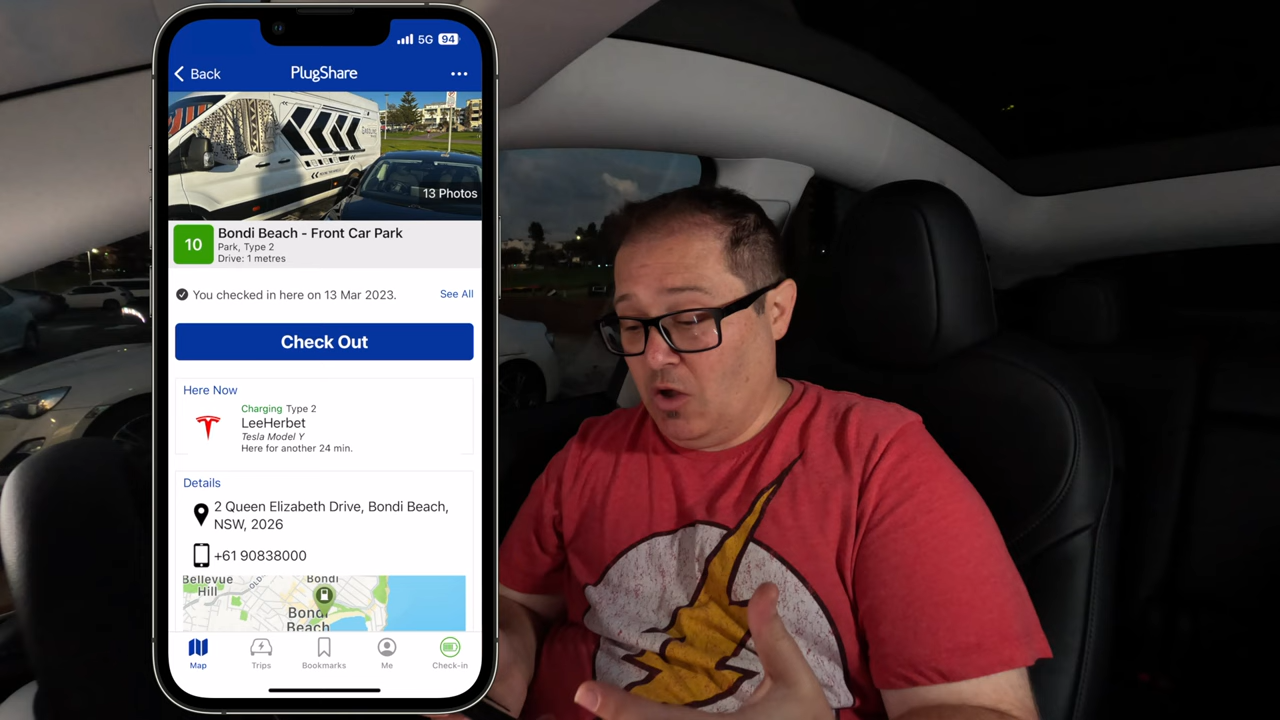 5G 94
Back
PlugShare
13 Photos
10
Bondi Beach - Front Car Park
Park, Type 2
Drive: 1 metres
You checked in here on 13 Mar 2023.
See All
Check Out
Here Now
Charging Type 2
LeeHerbet
Tesla Model Y
Here for another 24 min.
Details
2 Queen Elizabeth Drive, Bondi Beach,
NSW, 2026
+61 90838000
Bellevue
Hill
OLD
Bondi
Bondi
Beach
Map
Trips
Bookmarks
Me
Check-in